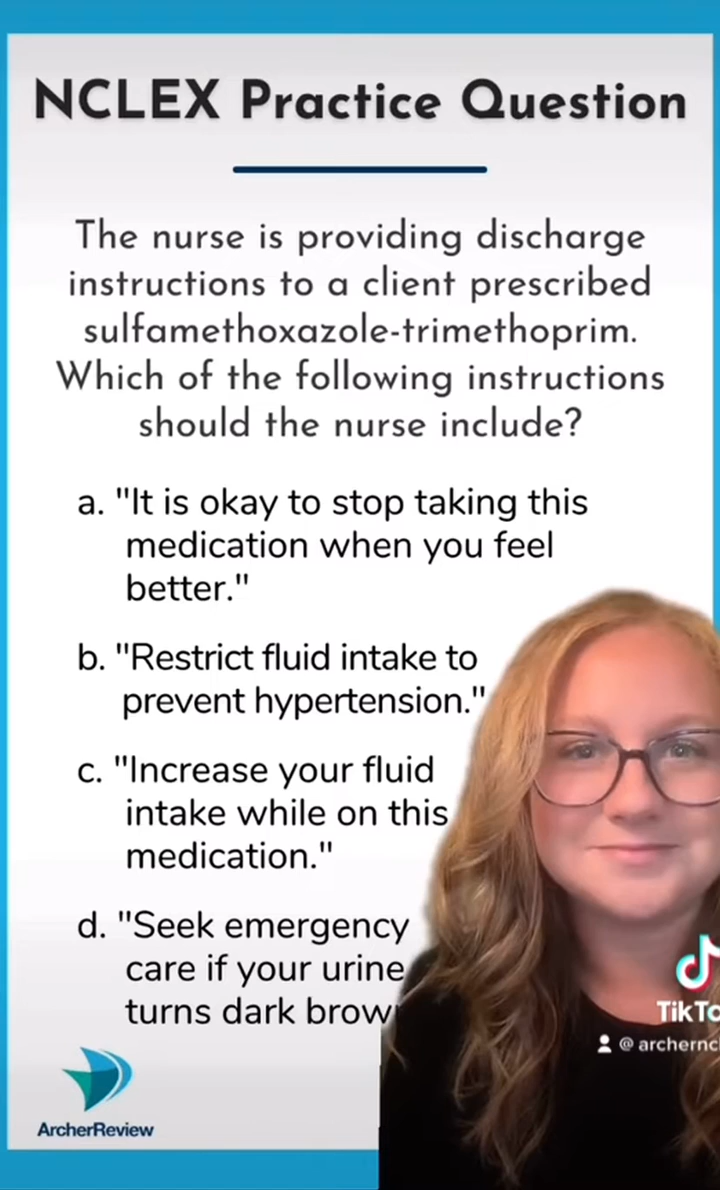 NCLEX Practice Question
The nurse is providing discharge
instructions to a client prescribed
sulfamethoxazole-trimethoprim.
Which of the following instructions
should the nurse include?
a. "It is okay to stop taking this
medication when you feel
better."
b. "Restrict fluid intake to
prevent hypertension."
c. "Increase your fluid
intake while on this
medication."
d. "Seek emergency
care if your urine
turns dark brow
ArcherReview
TikTo
@ archerncl